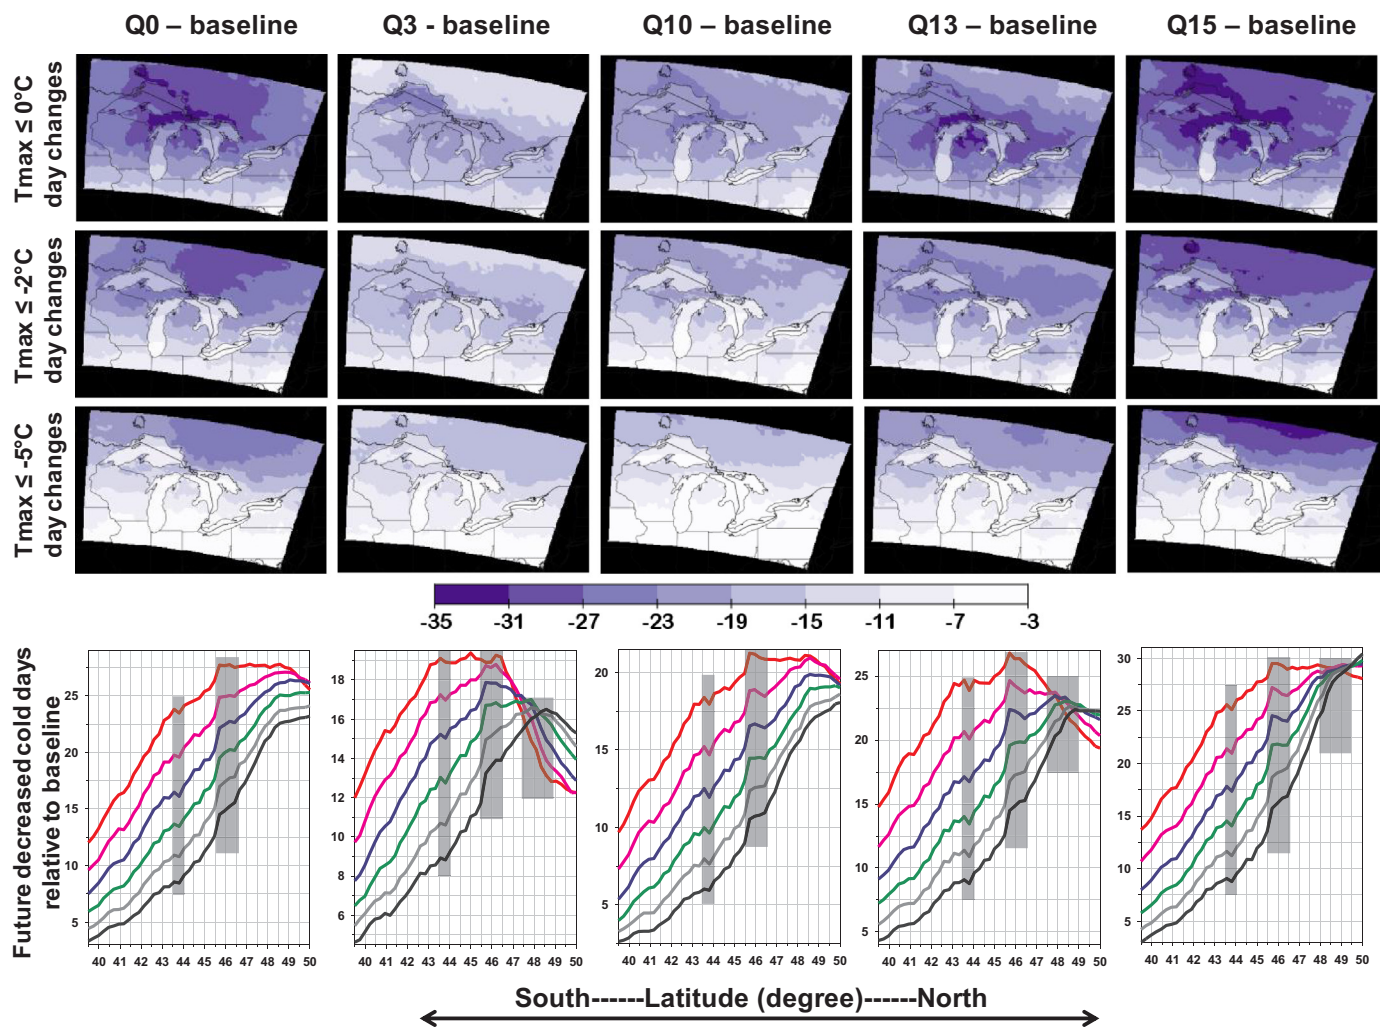 Q0 – baseline Q3 - baseline Q10 – baseline Q13 – baseline Q15 – baseline
Tmax ≤ 0°C
day changes
Tmax ≤ -2°C
day changes
Tmax ≤ -5°C
day changes
-35 -31 -27 -23 -19 -15 -11 -7 -3
Future decreasedcold days
relative to baseline
25
20
15
10
5
40 41 42 43 44 45 46 47 48 49 50
18
16
14
12
10
8
6
40 41 42 43 44 45 46 47 48 49 50
20
15
10
5
40 41 42 43 44 45 46 47 48 49 50
25
20
15
10
5
40 41 42 43 44 45 46 47 48 49 50
30
25
20
15
10
5
40 41 42 43 44 45 46 47 48 49 50
South------Latitude (degree)------North